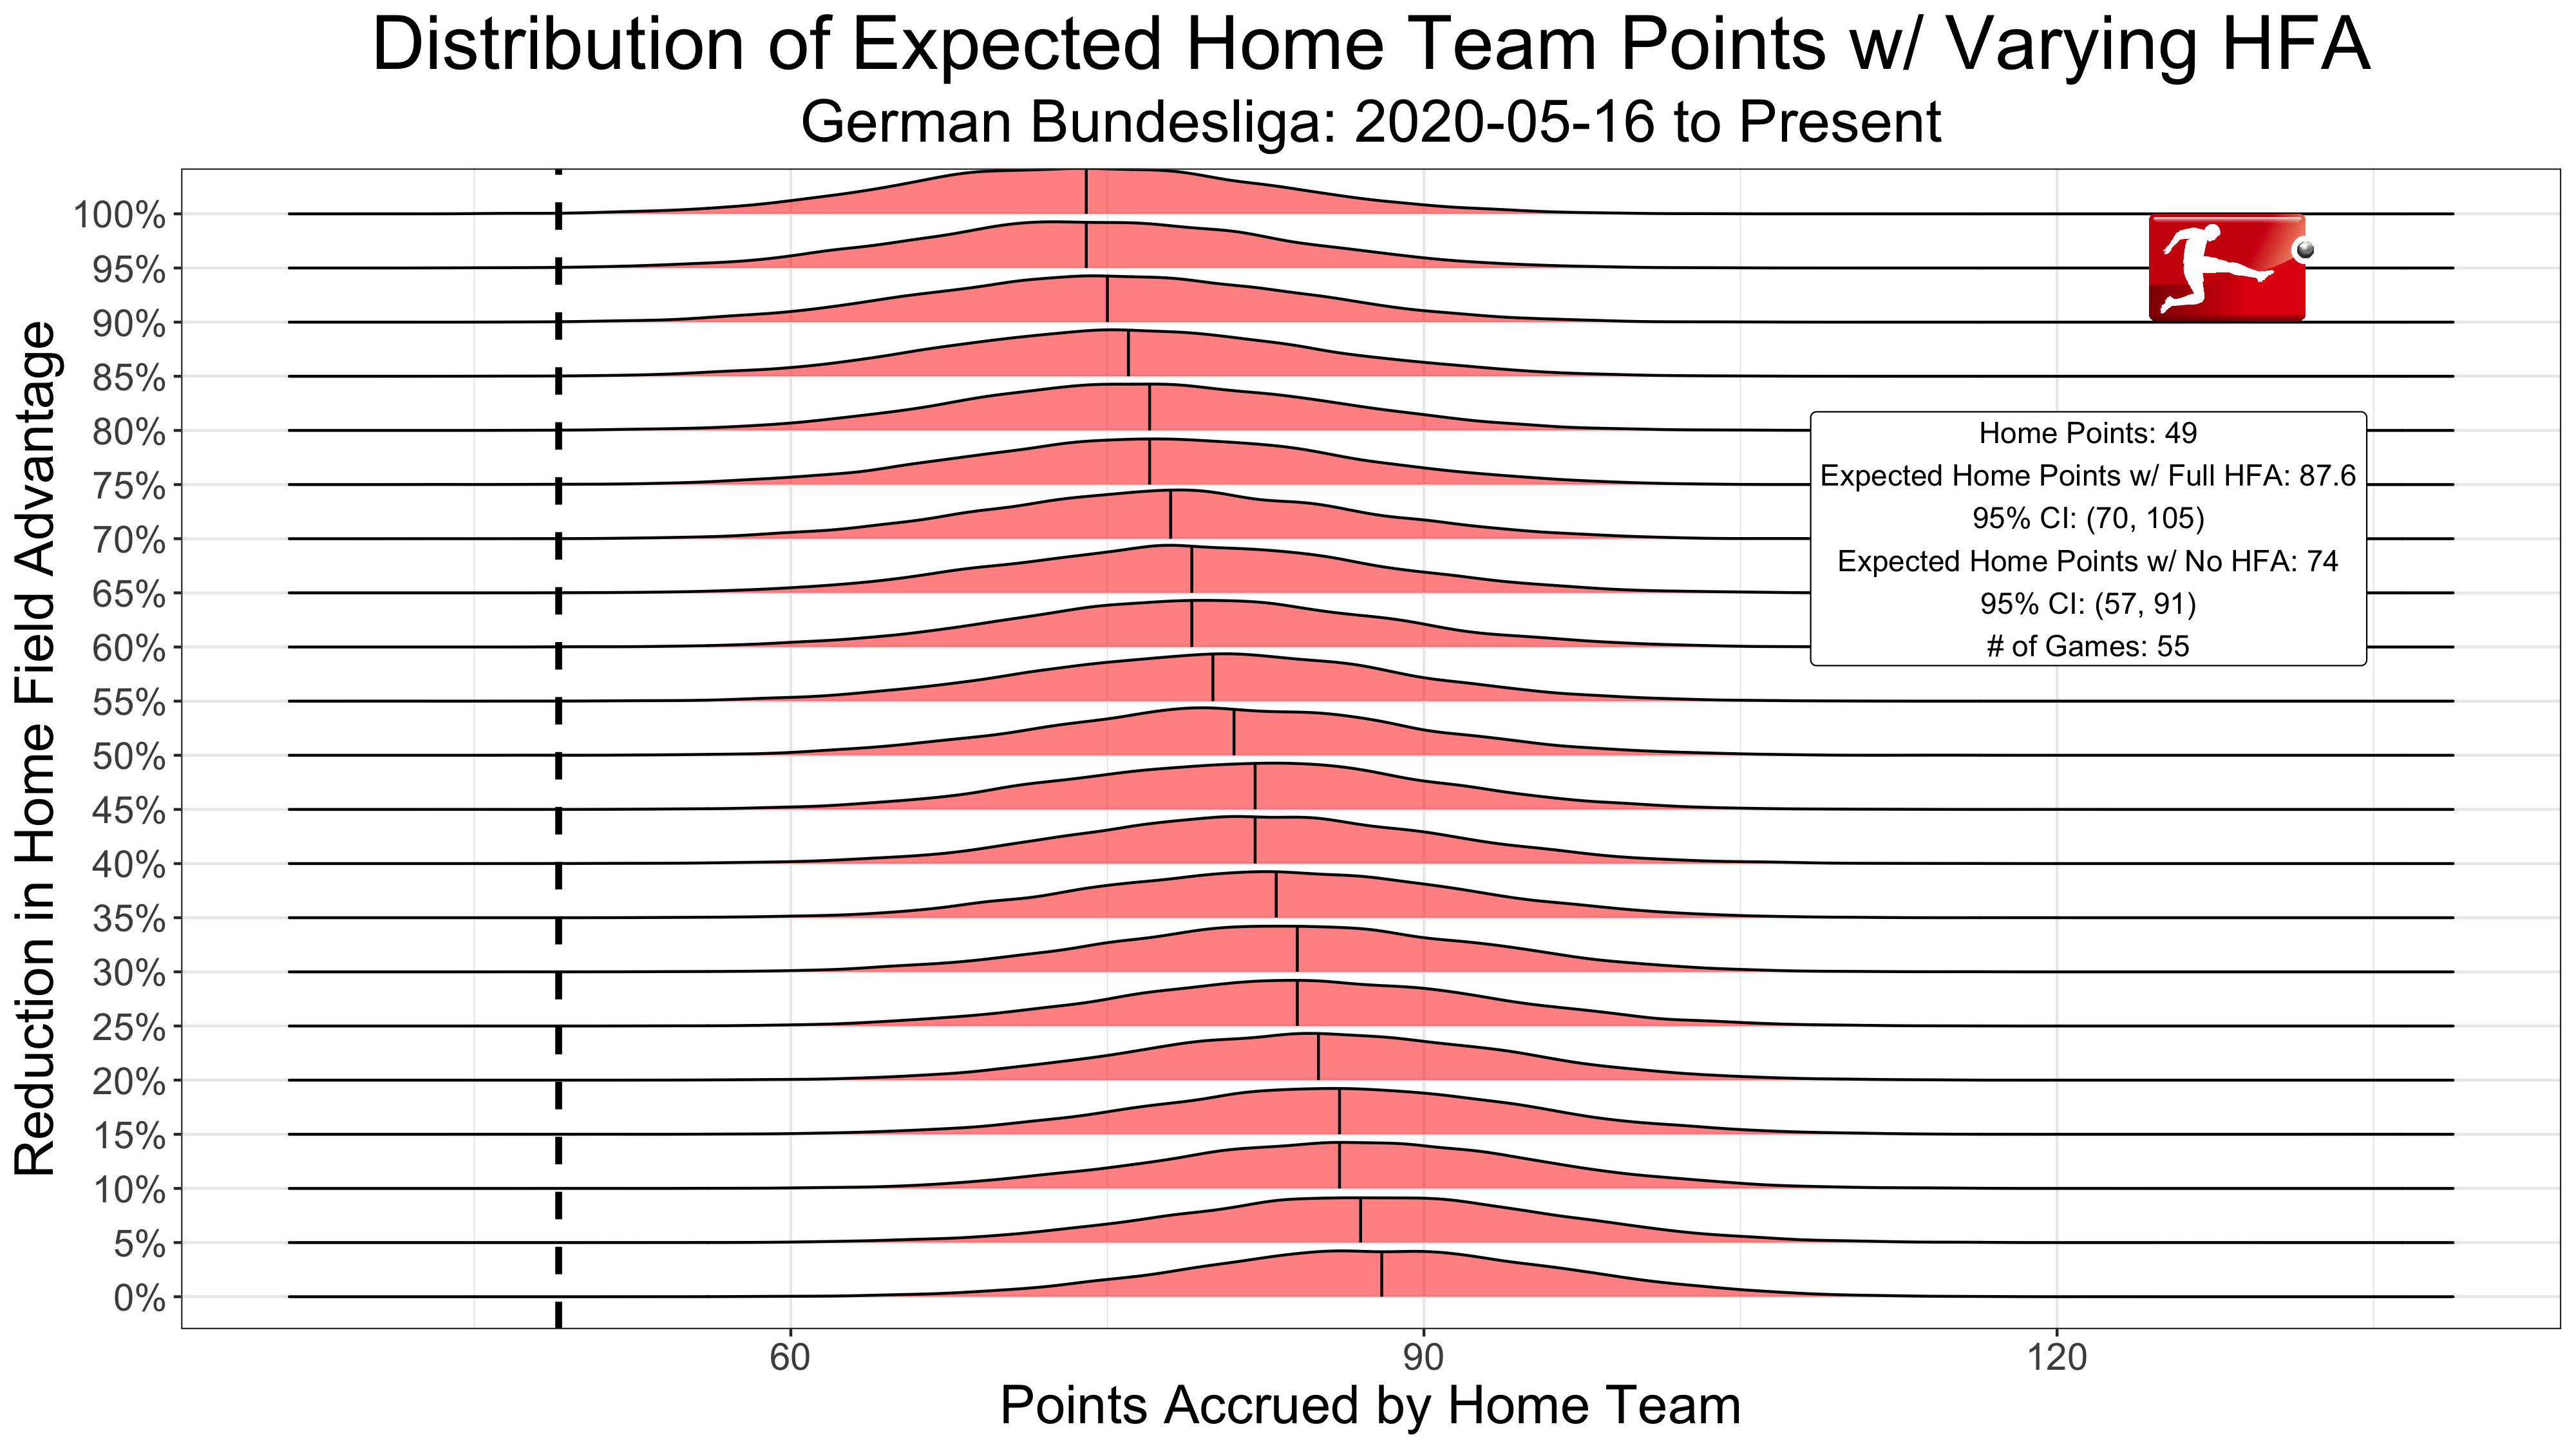 Distribution of Expected Home Team Points w/ Varying HFA
German Bundesliga: 2020-05-16 to Present
Reduction in Home Field Advantage
100%
95%
90%
85%
80%
75%
70%
65%
60%
55%
50%
45%
40%
35%
30%
25%
20%
15%
10%
5%
0%
Home Points: 49
Expected Home Points w/ Full HFA: 87.6
95% CI: (70, 105)
Expected Home Points w/ No HFA: 74
95% CI: (57, 91)
# of Games: 55
60 90 120
Points Accrued by Home Team